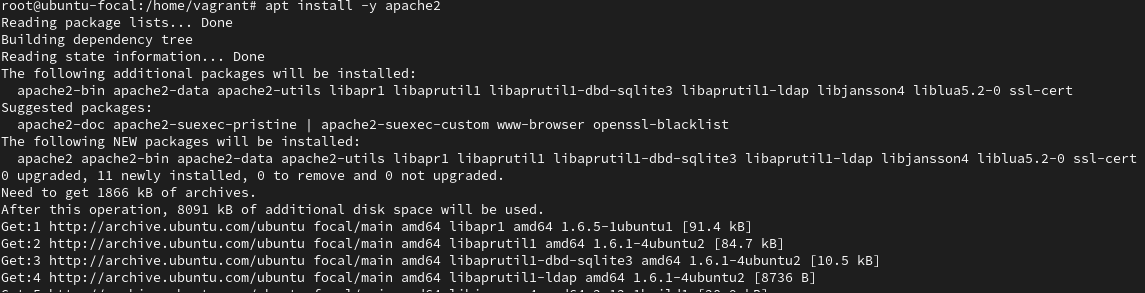 root@ubuntu-focal:/home/vagrant# apt install -y apache2
Reading package lists... Done
Building dependency tree
Reading state information... Done
The following additional packages will be installed:
  apache2-bin apache2-data apache2-utils libapr1 libaprutil1 libaprutil1-dbd-sqlite3 libaprutil1-ldap libjansson4 liblua5.2-0 ssl-cert
Suggested packages:
  apache2-doc apache2-suexec-pristine | apache2-suexec-custom www-browser openssl-blacklist
The following NEW packages will be installed:
  apache2 apache2-bin apache2-data apache2-utils libapr1 libaprutil1 libaprutil1-dbd-sqlite3 libaprutil1-ldap libjansson4 liblua5.2-0 ssl-cert
0 upgraded, 11 newly installed, 0 to remove and 0 not upgraded.
Need to get 1866 kB of archives.
After this operation, 8091 kB of additional disk space will be used.
Get:1 http://archive.ubuntu.com/ubuntu focal/main amd64 libapr1 amd64 1.6.5-1ubuntu1 [91.4 kB]
Get:2 http://archive.ubuntu.com/ubuntu focal/main amd64 libaprutil1 amd64 1.6.1-4ubuntu2 [84.7 kB]
Get:3 http://archive.ubuntu.com/ubuntu focal/main amd64 libaprutil1-dbd-sqlite3 amd64 1.6.1-4ubuntu2 [10.5 kB]
Get:4 http://archive.ubuntu.com/ubuntu focal/main amd64 libaprutil1-ldap amd64 1.6.1-4ubuntu2 [8736 B]